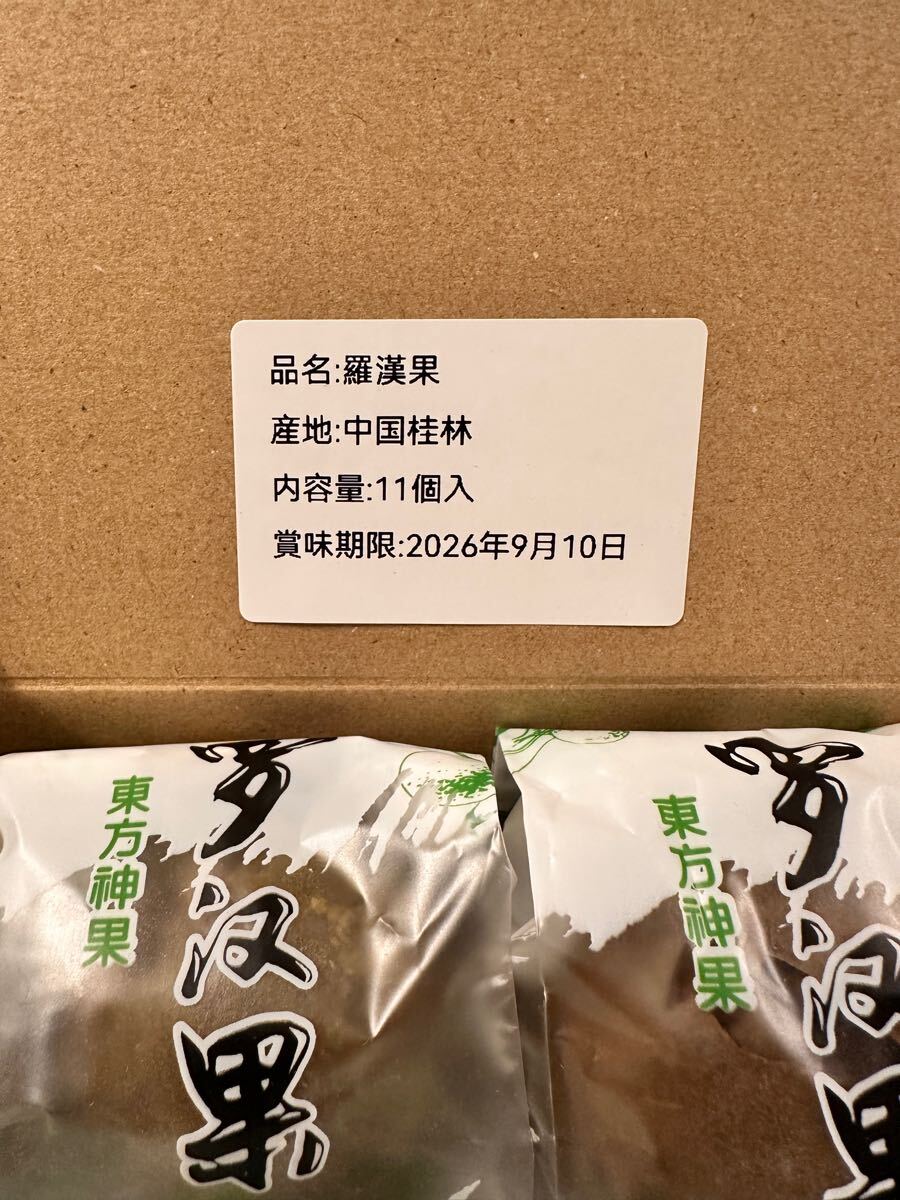 品名:羅漢果
産地:中国桂林
内容量:11個入
賞味期限:2026年9月10日
東方神果
罗汉果
東方神果
罗汉果